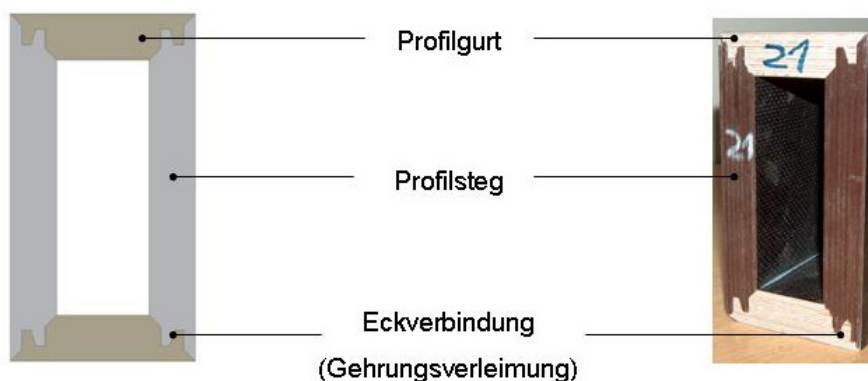 Profilgurt
21
21
Profilsteg
Eckverbindung
(Gehrungsverleimung)